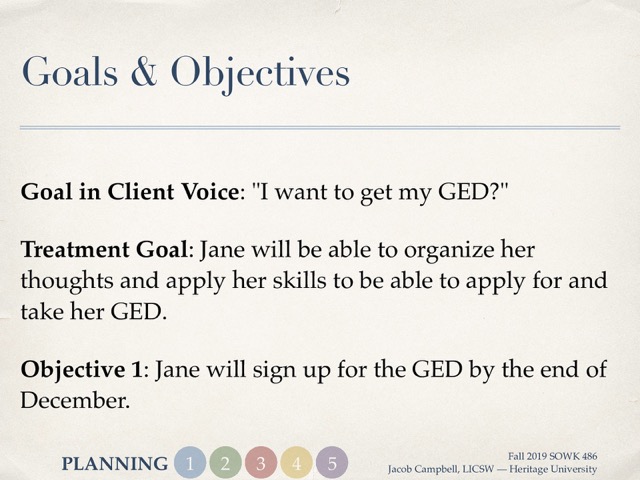 Goals & Objectives
Goal in Client Voice: "I want to get my GED?"
Treatment Goal: Jane will be able to organize her
thoughts and apply her skills to be able to apply for and
take her GED.
Objective 1: Jane will sign up for the GED by the end of
December.
PLANNING 1 2 3 4 5
Fall 2019 SOWK 486
Jacob Campbell, LICSW — Heritage University